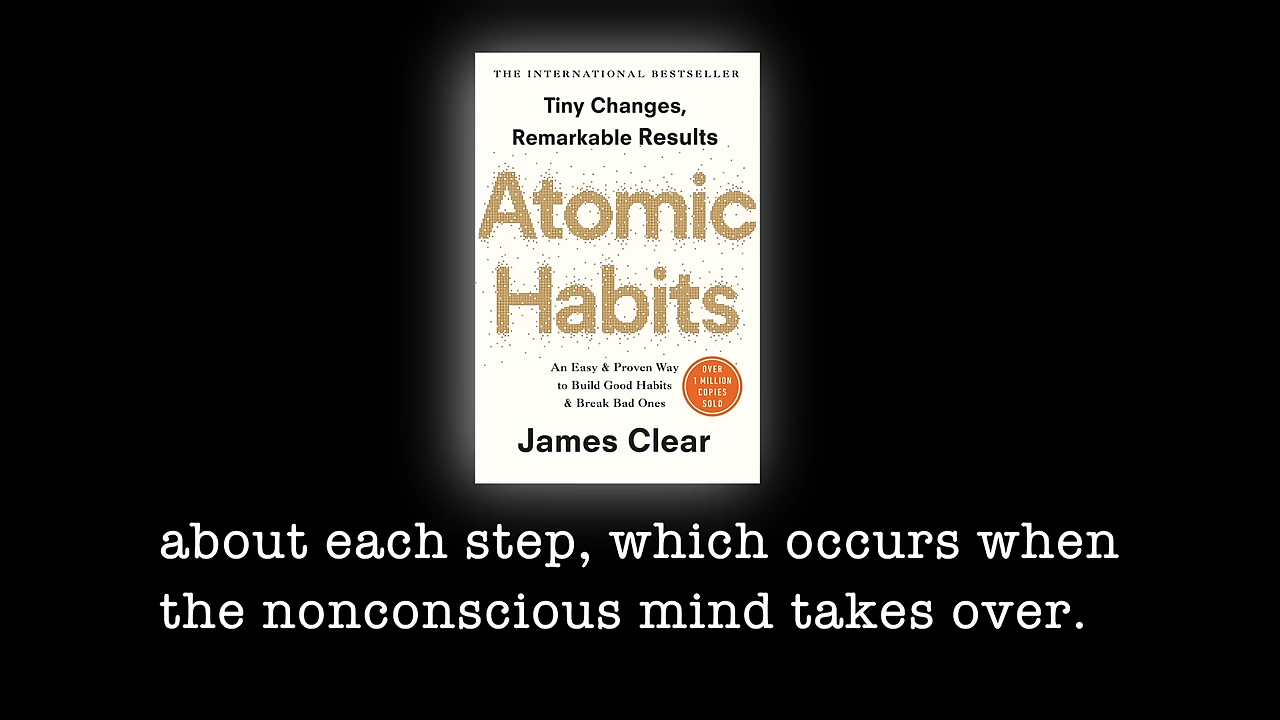 THE INTERNATIONAL BESTSELLER
Tiny Changes,
Remarkable Results
Atomic
Habits
An Easy & Proven Way
to Build Good Habits
& Break Bad Ones
OVER
1 MILLION
COPIES
SOLD
James Clear
about each step, which occurs when
the nonconscious mind takes over.